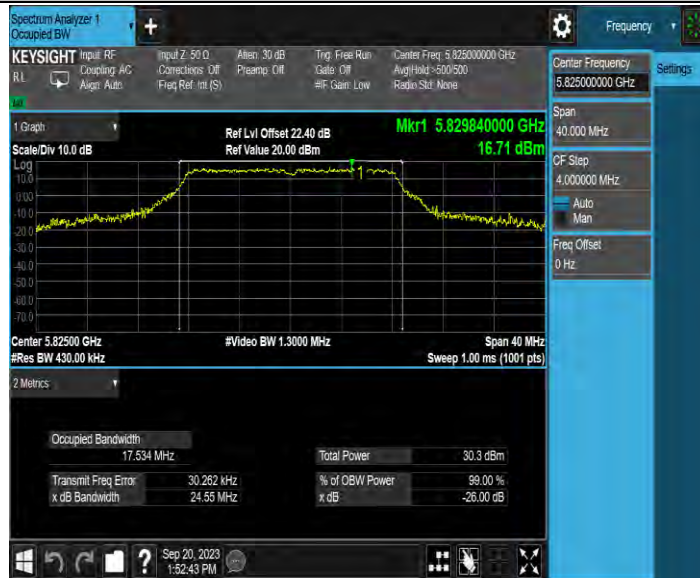 Spectrum Analyzer 1
Occupied BW
Frequency
KEYSIGHT
Input: RF
Coupling: AC
Align: Auto
Input Z: 50 Ω
Corrections: Off
Freq Ref: Int (S)
Atten: 30 dB
Preamp: Off
Trig: Free Run
Gate: Off
#IF Gain: Low
Center Freq: 5.825000000 GHz
Avg|Hold:>500/500
Radio Std: None
RL
Center Frequency
5.825000000 GHz
Settings
Span
40.000 MHz
CF Step
4.000000 MHz
Auto
Man
Freq Offset
0 Hz
1 Graph
Scale/Div 10.0 dB
Ref Lvl Offset 22.40 dB
Ref Value 20.00 dBm
Mkr1 5.829840000 GHz
16.71 dBm
Log
10.0
0.00
-10.0
-20.0
-30.0
-40.0
-50.0
-60.0
-70.0
1
Center 5.82500 GHz
#Res BW 430.00 kHz
#Video BW 1.3000 MHz
Span 40 MHz
Sweep 1.00 ms (1001 pts)
2 Metrics
Occupied Bandwidth
17.534 MHz
Total Power 30.3 dBm
Transmit Freq Error 30.262 kHz
% of OBW Power 99.00 %
x dB Bandwidth 24.55 MHz
x dB -26.00 dB
?
Sep 20, 2023
1:52:43 PM